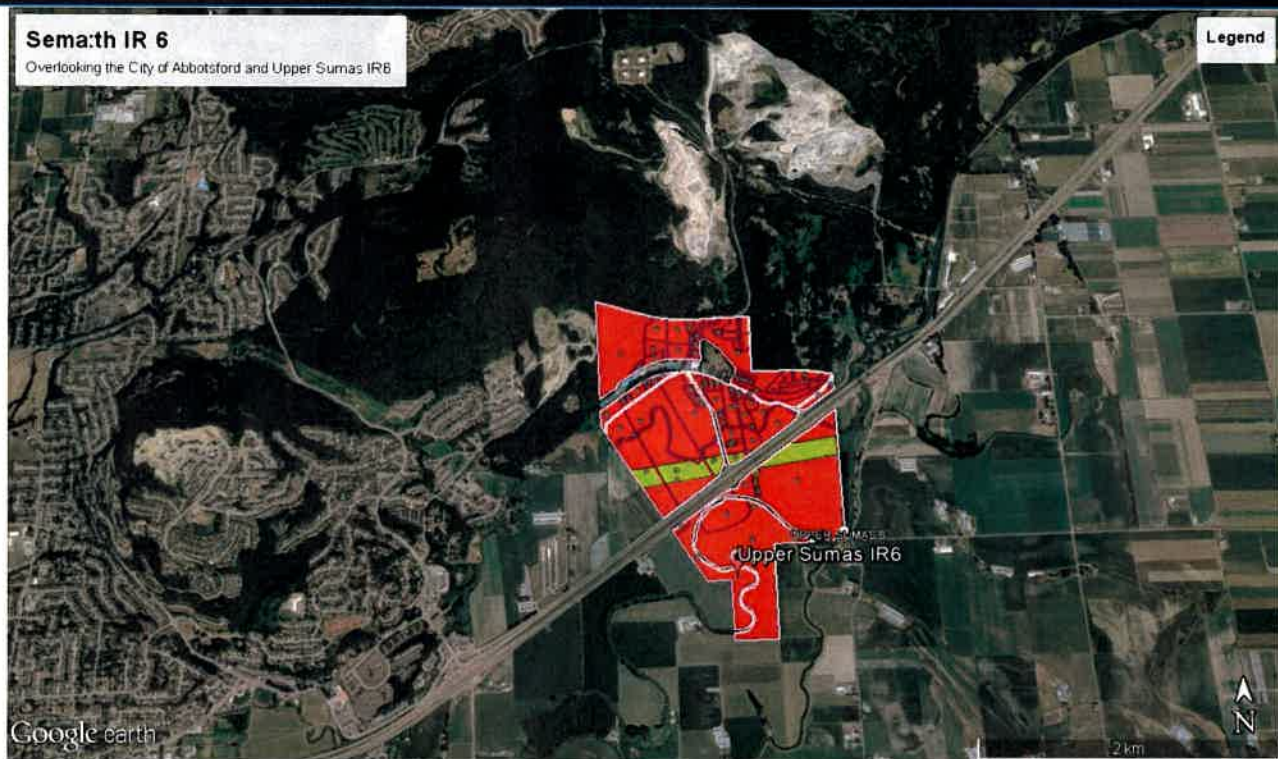 Sema:th IR 6
Overlooking the City of Abbotsford and Upper Sumas IR6
Legend
Upper Sumas IR6
Google earth
N
2 km